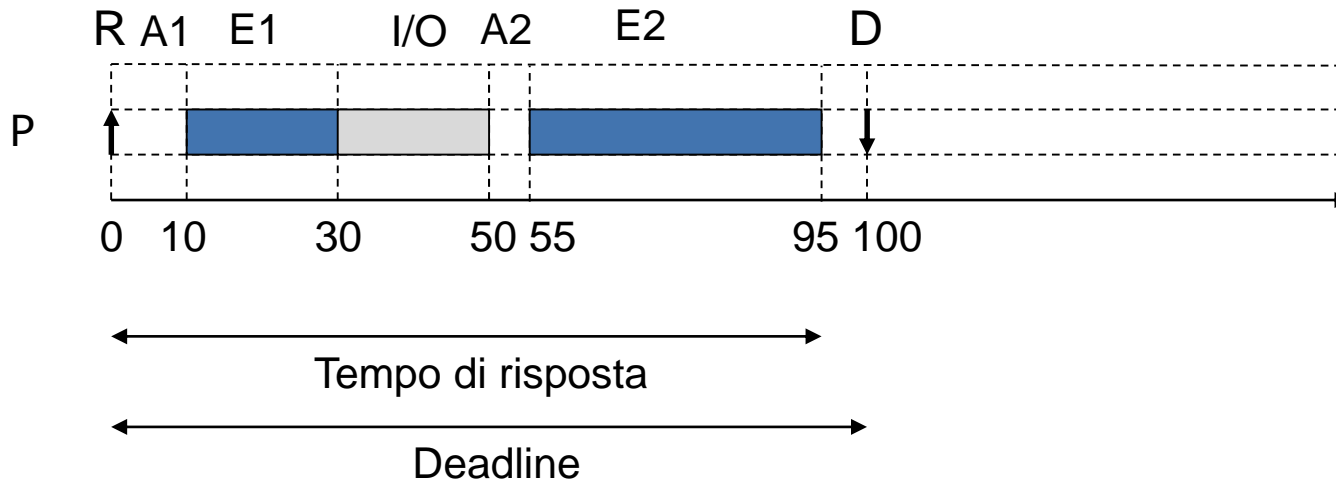 R A1 E1 I/O A2 E2 D
P
0 10 30 50 55 95 100
Tempo di risposta
Deadline